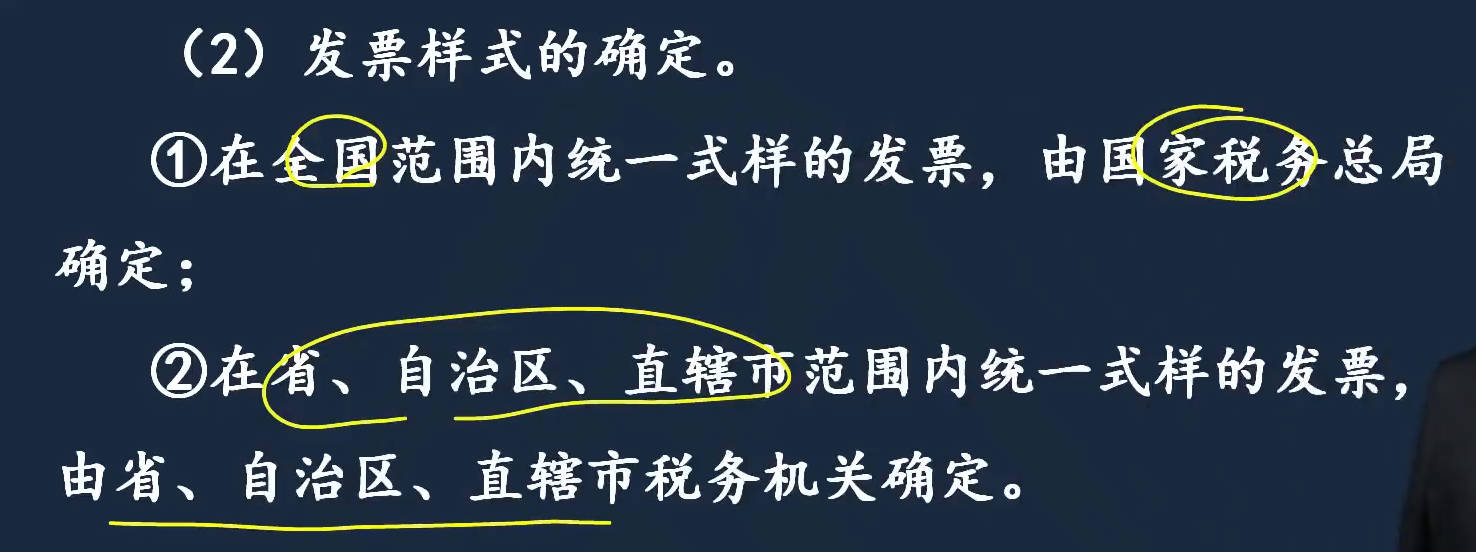 （2）发票样式的确定。
①在全国范围内统一式样的发票，由国家税务总局
确定；
②在省、自治区、直辖市范围内统一式样的发票，
由省、自治区、直辖市税务机关确定。